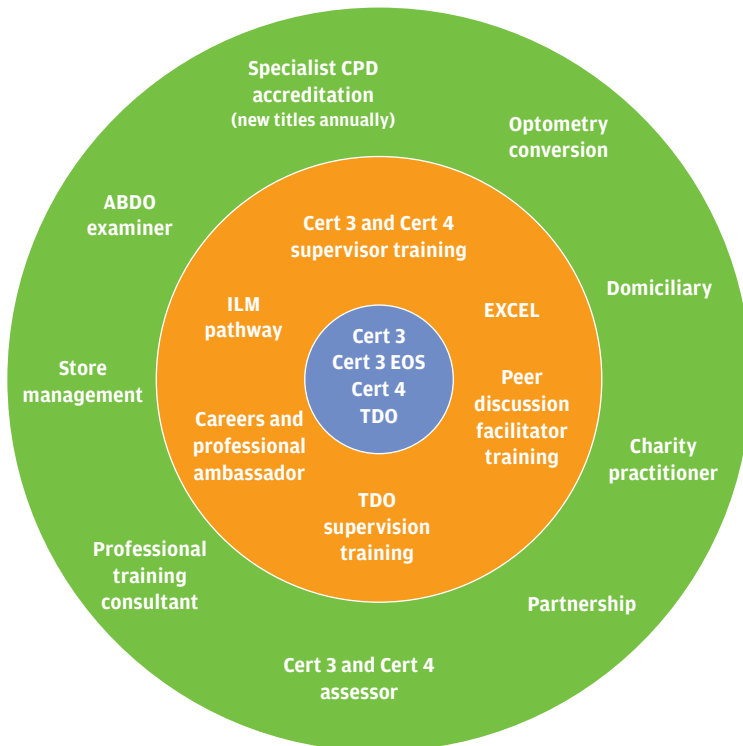 Specialist CPD
accreditation
(new titles annually)
Optometry
conversion
ABDO
examiner
Domiciliary
Store
management
Charity
practitioner
Professional
training
consultant
Partnership
Cert 3 and Cert 4
assessor
Cert 3 and Cert 4
supervisor training
ILM
pathway
EXCEL
Careers and
professional
ambassador
Peer
discussion
facilitator
training
TDO
supervision
training
Cert 3
Cert 3 EOS
Cert 4
TDO